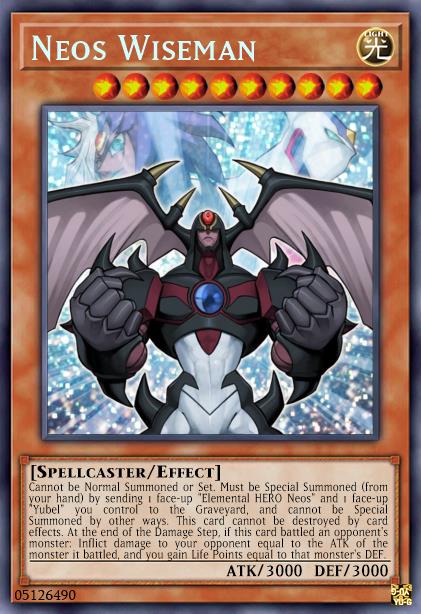 Neos Wiseman
LIGHT
光
[Spellcaster/Effect]
Cannot be Normal Summoned or Set. Must be Special Summoned (from
your hand) by sending 1 face-up "Elemental HERO Neos" and 1 face-up
"Yubel" you control to the Graveyard, and cannot be Special
Summoned by other ways. This card cannot be destroyed by card
effects. At the end of the Damage Step, if this card battled an opponent's
monster: Inflict damage to your opponent equal to the ATK of the
monster it battled, and you gain Life Points equal to that monster's DEF.
ATK/3000 DEF/3000
05126490